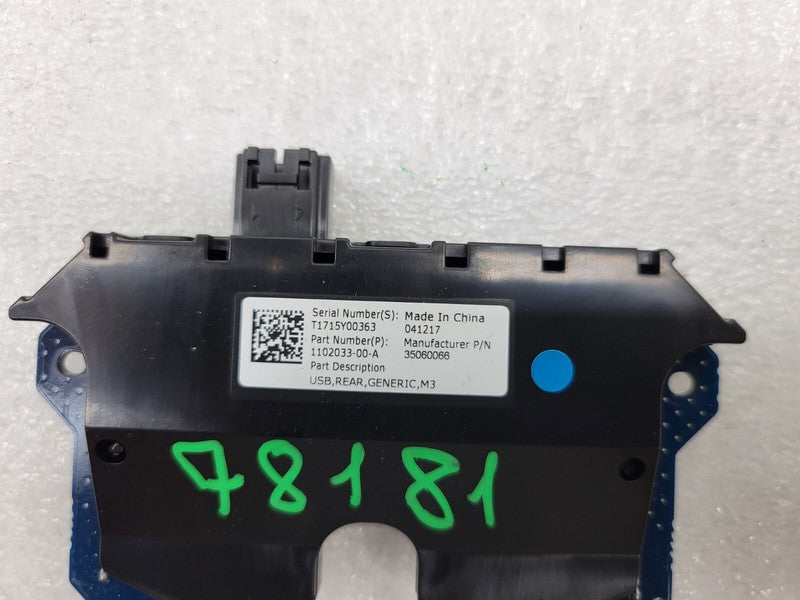 Serial Number(S): Made In China
T1715Y00363 041217
Part Number(P): Manufacturer P/N
1102033-00-A 35060066
Part Description
USB,REAR,GENERIC,M3
78181